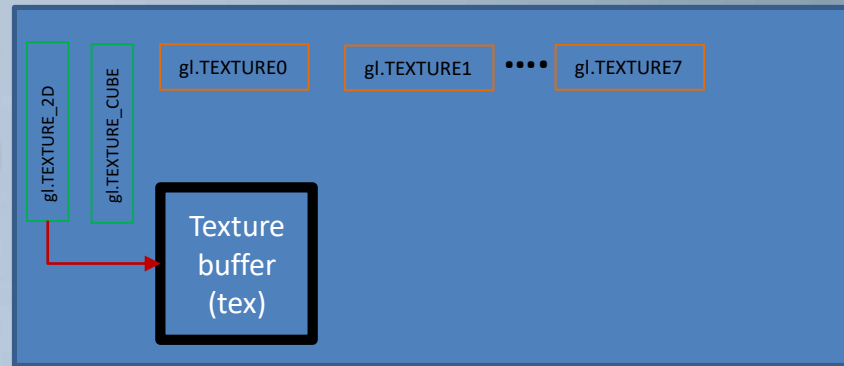 gl.TEXTURE_2D
gl.TEXTURE_CUBE
gl.TEXTURE0
gl.TEXTURE1
....
gl.TEXTURE7
Texture
buffer
(tex)